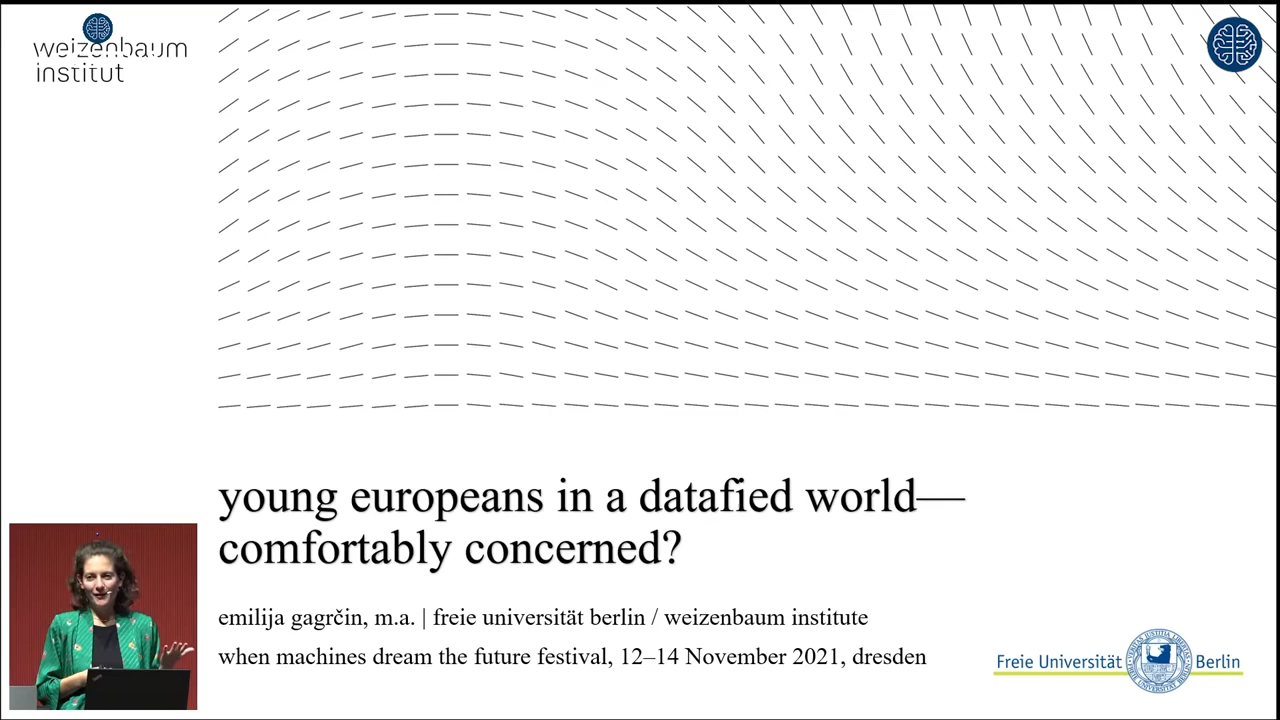 weizenbaum
institut
young europeans in a datafied world—
comfortably concerned?
emilija gagrčin, m.a. | freie universität berlin / weizenbaum institute
when machines dream the future festival, 12–14 November 2021, dresden
Freie Universität Berlin